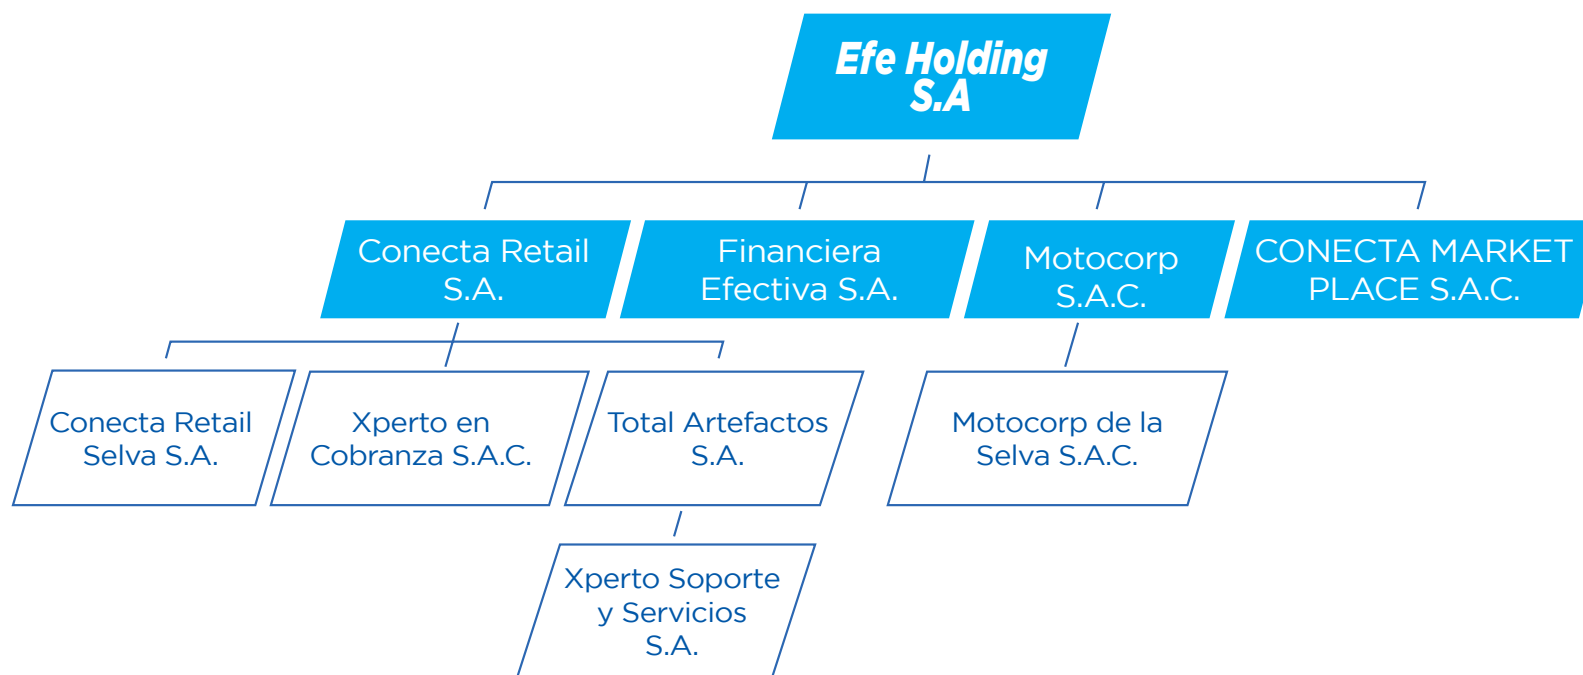 Efe Holding
S.A
Conecta Retail
S.A.
Financiera
Efectiva S.A.
Motocorp
S.A.C.
CONECTA MARKET
PLACE S.A.C.
Conecta Retail
Selva S.A.
Xperto en
Cobranza S.A.C.
Total Artefactos
S.A.
Motocorp de la
Selva S.A.C.
Xperto Soporte
y Servicios
S.A.